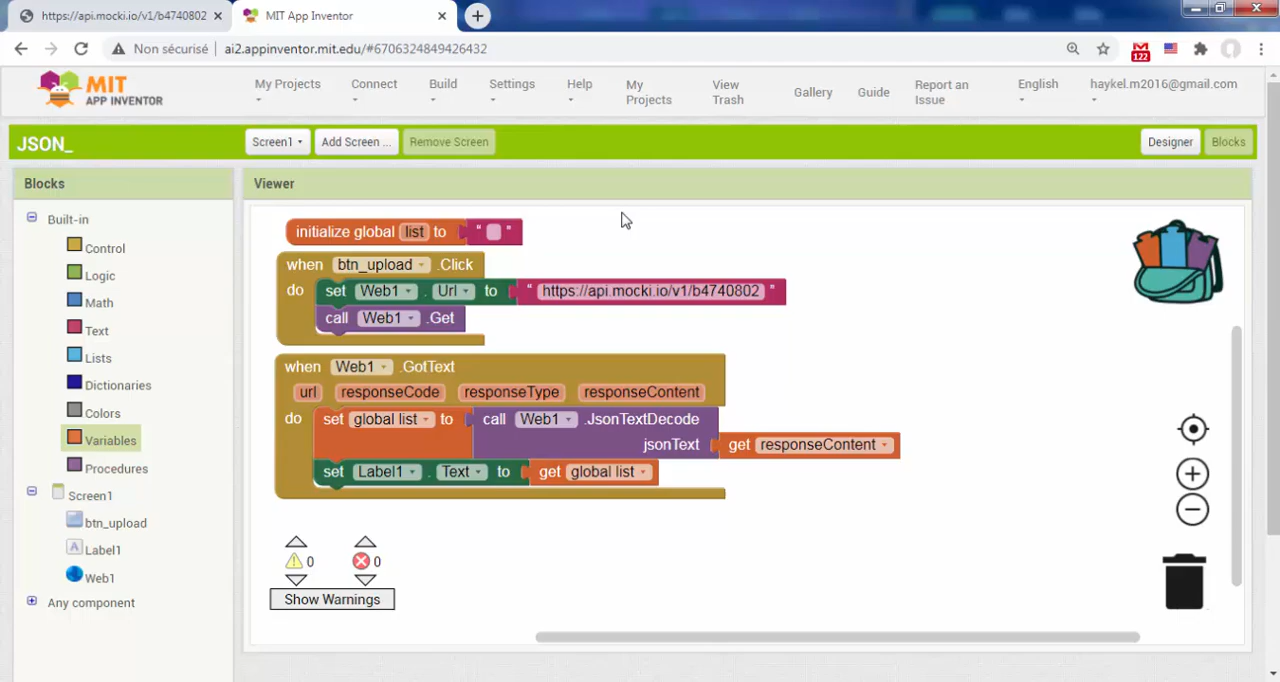 https://api.mocki.io/v1/b4740802
MIT App Inventor
Non sécurisé
ai2.appinventor.mit.edu/#6706324849426432
122
MIT
APP INVENTOR
My Projects
Connect
Build
Settings
Help
My Projects
View Trash
Gallery
Guide
Report an Issue
English
haykel.m2016@gmail.com
JSON_
Screen1
Add Screen ...
Remove Screen
Designer
Blocks
Blocks
Viewer
Built-in
Control
Logic
Math
Text
Lists
Dictionaries
Colors
Variables
Procedures
Screen1
btn_upload
A Label1
Web1
Any component
initialize global list to " "
when btn_upload .Click
do set Web1 . Url to " https://api.mocki.io/v1/b4740802 "
call Web1 .Get
when Web1 .GotText
url responseCode responseType responseContent
do set global list to call Web1 .JsonTextDecode
jsonText get responseContent
set Label1 . Text to get global list
0 0
Show Warnings